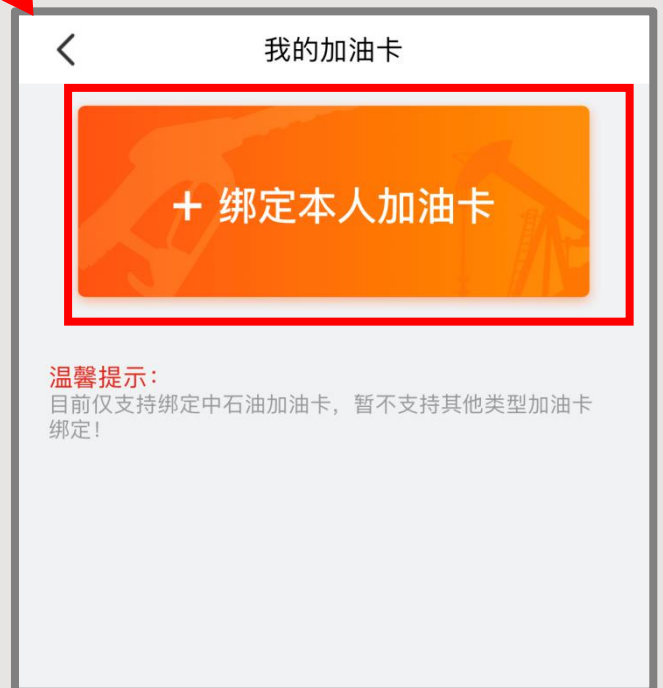 我的加油卡
+ 绑定本人加油卡
温馨提示：
目前仅支持绑定中石油加油卡，暂不支持其他类型加油卡
绑定！